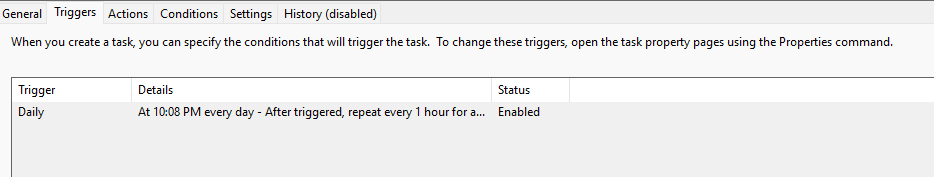 General Triggers Actions Conditions Settings History (disabled)
When you create a task, you can specify the conditions that will trigger the task.  To change these triggers, open the task property pages using the Properties command.
Trigger Details Status
Daily At 10:08 PM every day - After triggered, repeat every 1 hour for a... Enabled